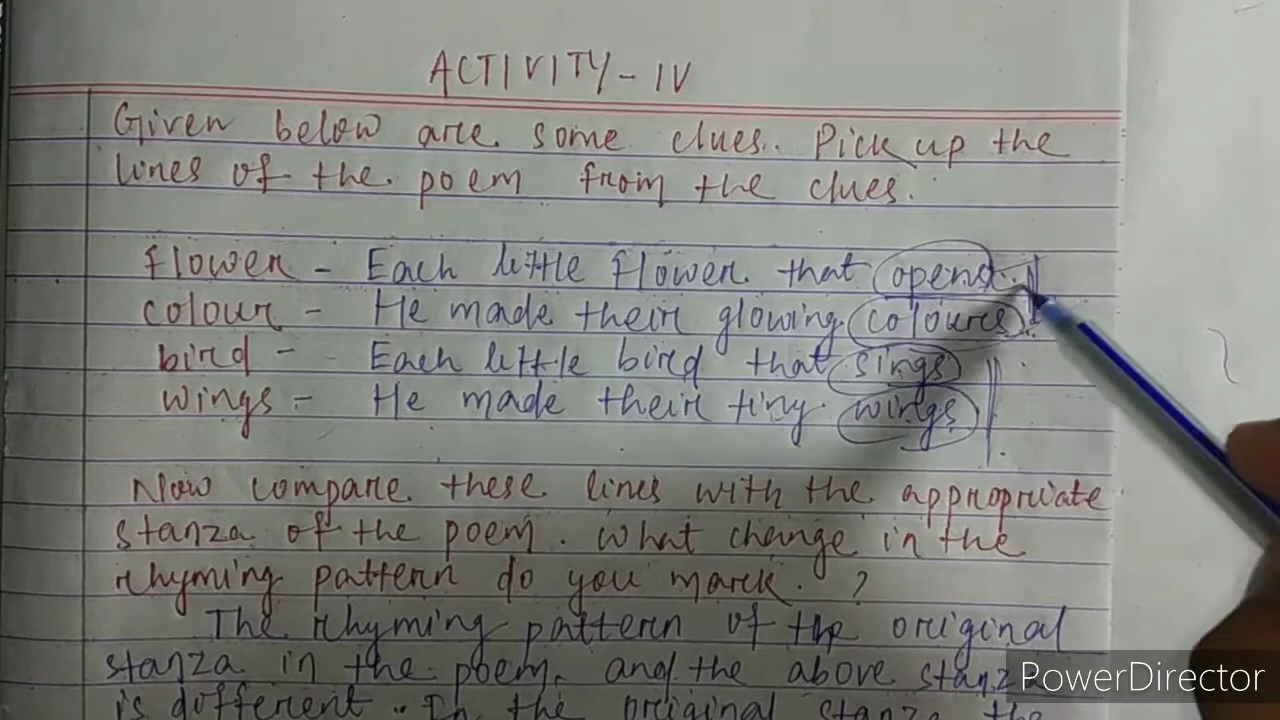 ACTIVITY - IV
Given below are some clues. Pick up the
lines of the poem from the clues.
flower - Each little flower that opens.
colour - He made their glowing colours.
bird - Each little bird that sings
wings - He made their tiny wings
Now compare these lines with the appropriate
stanza of the poem. What change in the
rhyming pattern do you mark. ?
The rhyming pattern of the original
stanza in the poem, and the above stanza
is different. In the original stanza the
PowerDirector